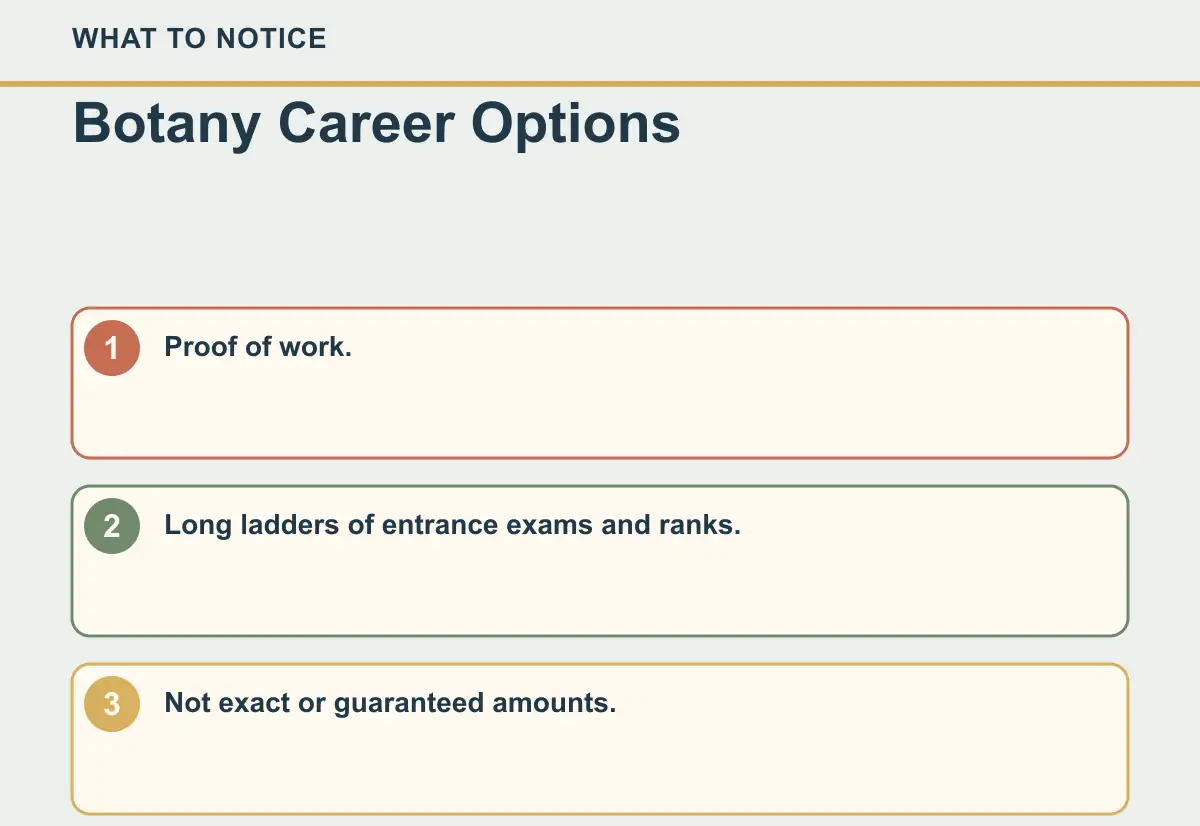 WHAT TO NOTICE
Botany Career Options
1 Proof of work.
2 Long ladders of entrance exams and ranks.
3 Not exact or guaranteed amounts.